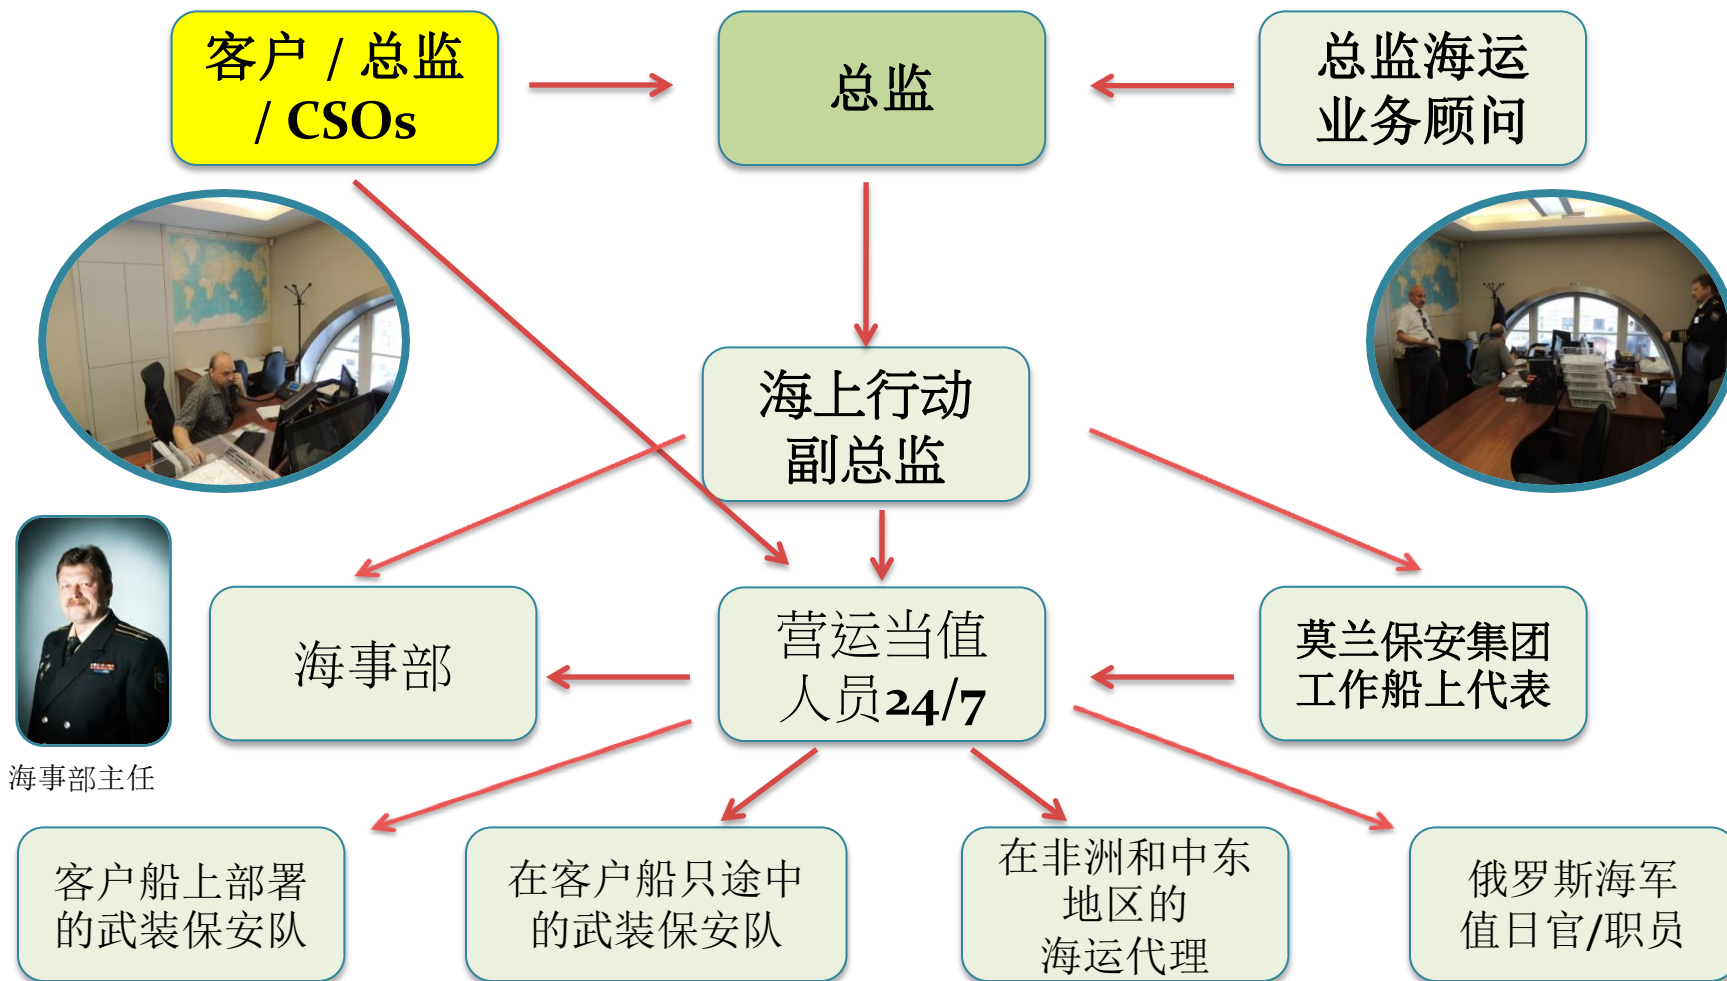 客户 / 总监
/ CSOs
总监
总监海运
业务顾问
海上行动
副总监
海事部
营运当值
人员24/7
莫兰保安集团
工作船上代表
海事部主任
客户船上部署
的武装保安队
在客户船只途中
的武装保安队
在非洲和中东
地区的
海运代理
俄罗斯海军
值日官/职员